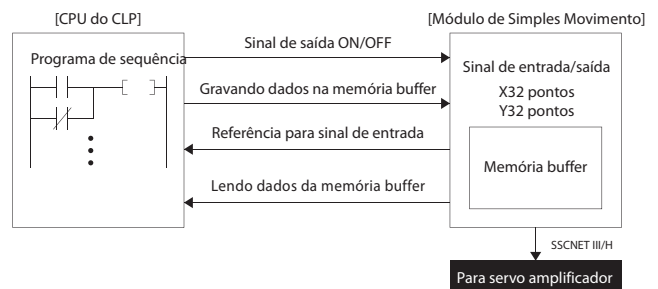 [CPU do CLP]
[Módulo de Simples Movimento]
Programa de sequência
Sinal de saída ON/OFF
Gravando dados na memória buffer
Referência para sinal de entrada
Lendo dados da memória buffer
Sinal de entrada/saída
X32 pontos
Y32 pontos
Memória buffer
SSCNET III/H
Para servo amplificador